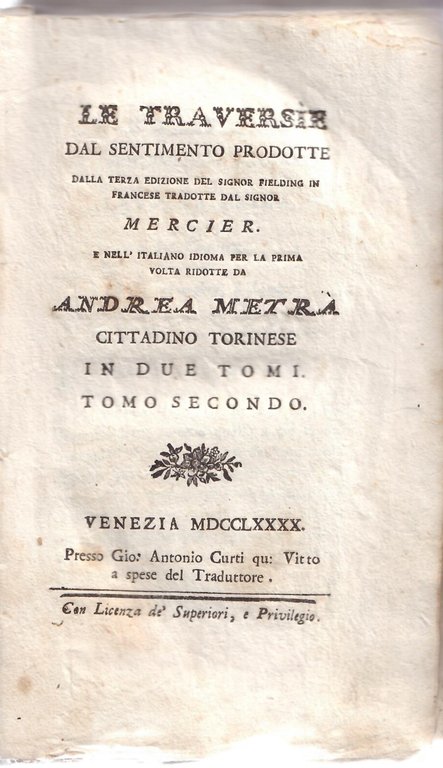 LE TRAVERSIE
DAL SENTIMENTO PRODOTTE
DALLA TERZA EDIZIONE DEL SIGNOR FIELDING IN
FRANCESE TRADOTTE DAL SIGNOR
MERCIER.
E NELL' ITALIANO IDIOMA PER LA PRIMA
VOLTA RIDOTTE DA
ANDREA METRÀ
CITTADINO TORINESE
IN DUE TOMI.
TOMO SECONDO.
VENEZIA MDCCLXXXX.
Presso Gio: Antonio Curti qu: Vitto
a spese del Traduttore.
Con Licenza de' Superiori, e Privilegio.